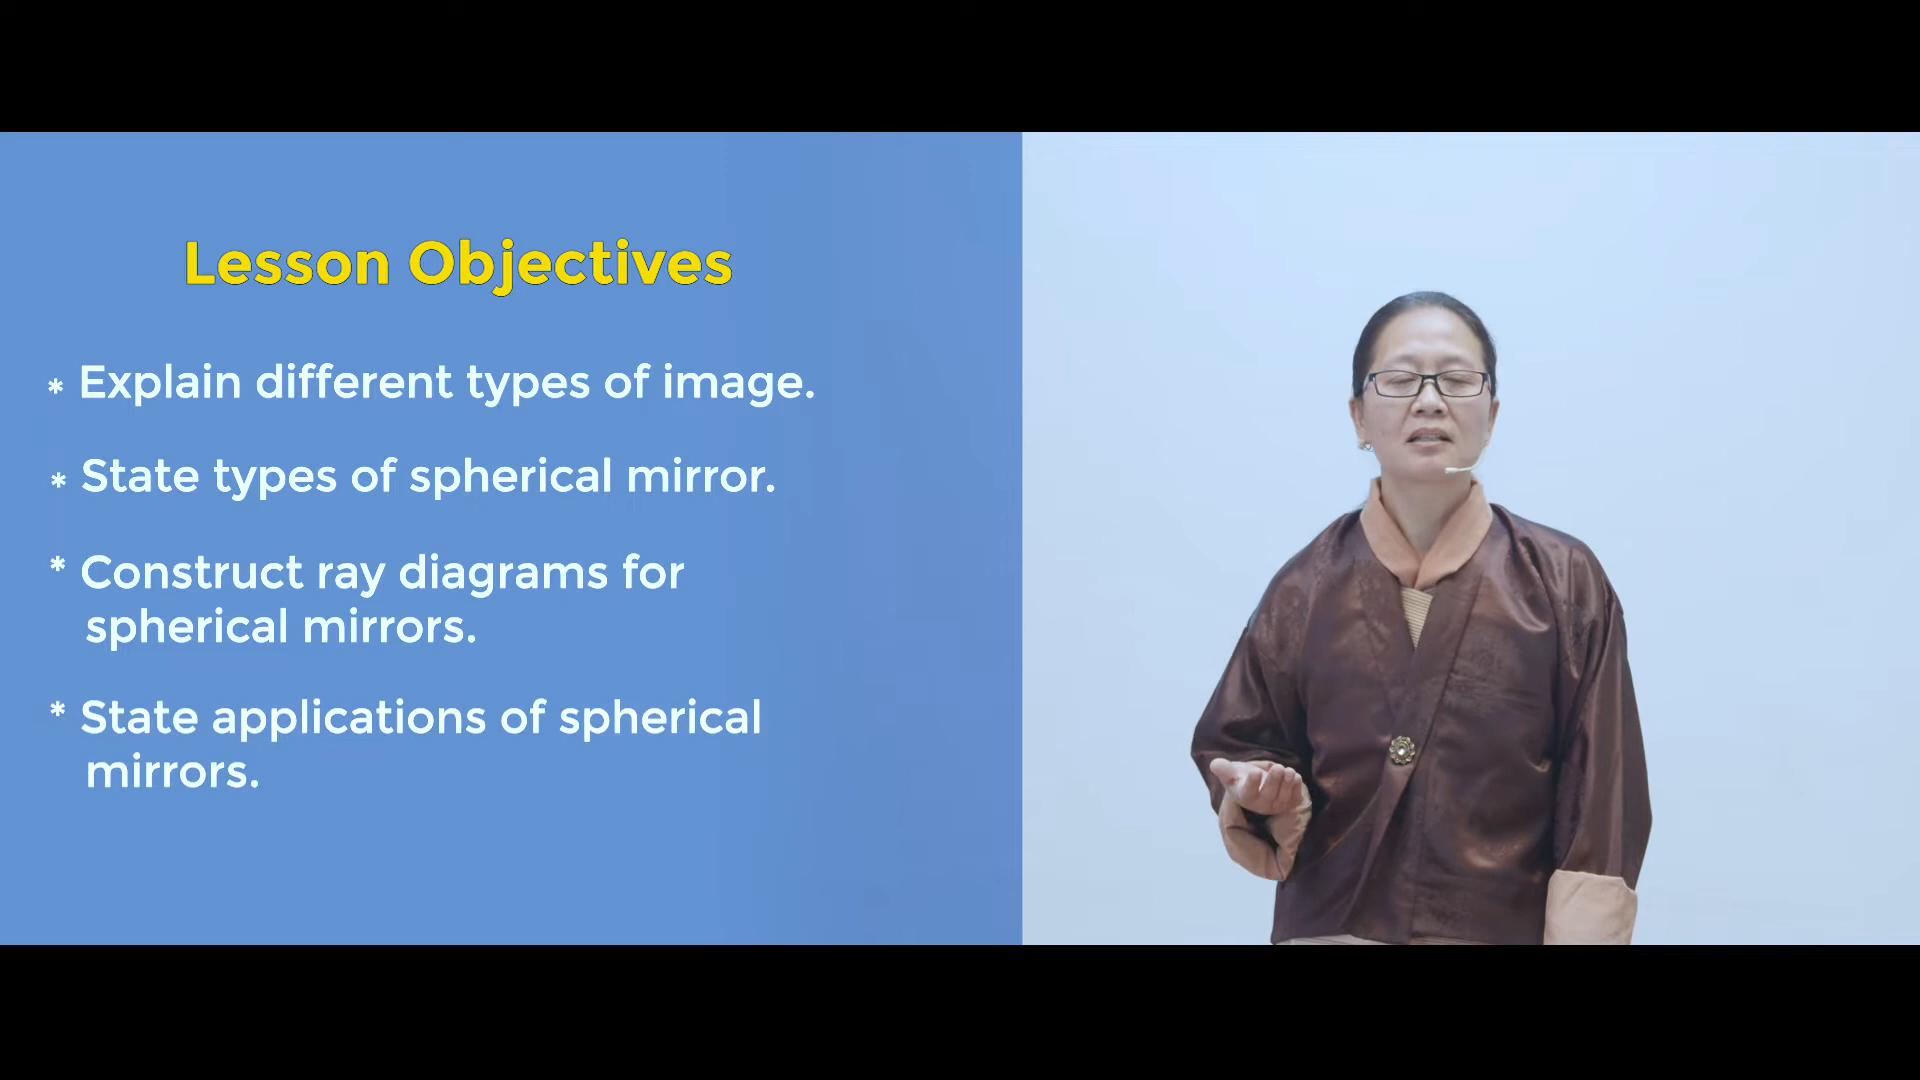 Lesson Objectives
* Explain different types of image.
* State types of spherical mirror.
* Construct ray diagrams for
spherical mirrors.
* State applications of spherical
mirrors.